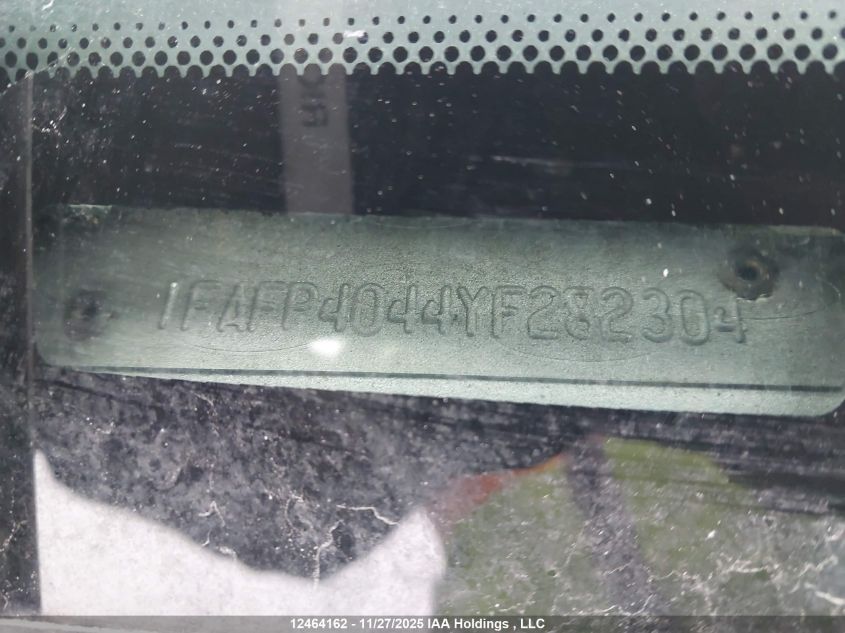 1FAFP4044YF282304
12464162 - 11/27/2025 IAA Holdings , LLC